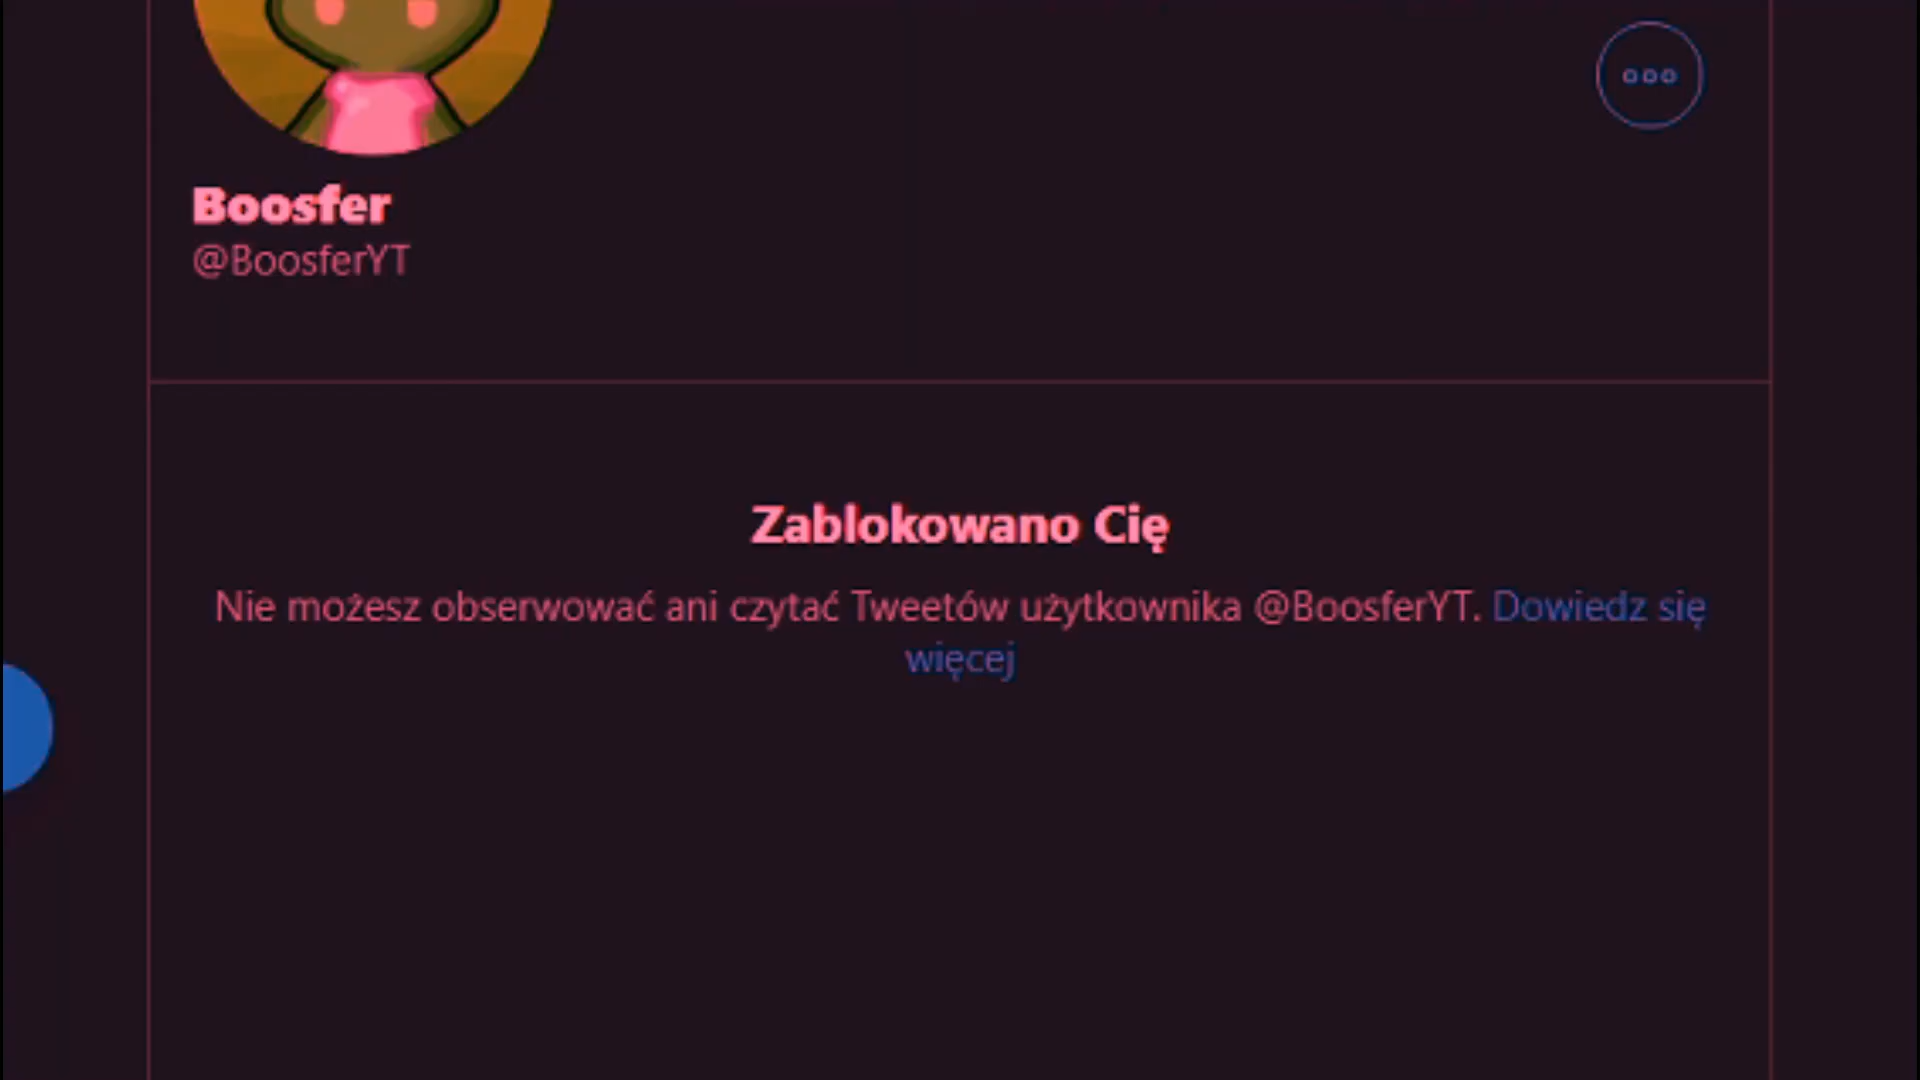 Boosfer
@BoosferYT
Zablokowano Cię
Nie możesz obserwować ani czytać Tweetów użytkownika @BoosferYT. Dowiedz się
więcej